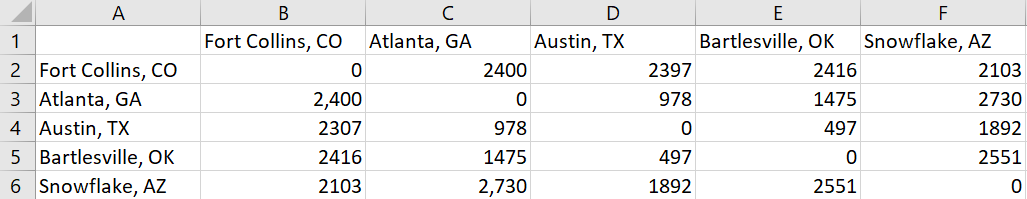 A B C D E F
1 Fort Collins, CO Atlanta, GA Austin, TX Bartlesville, OK Snowflake, AZ
2 Fort Collins, CO 0 2400 2397 2416 2103
3 Atlanta, GA 2,400 0 978 1475 2730
4 Austin, TX 2307 978 0 497 1892
5 Bartlesville, OK 2416 1475 497 0 2551
6 Snowflake, AZ 2103 2,730 1892 2551 0